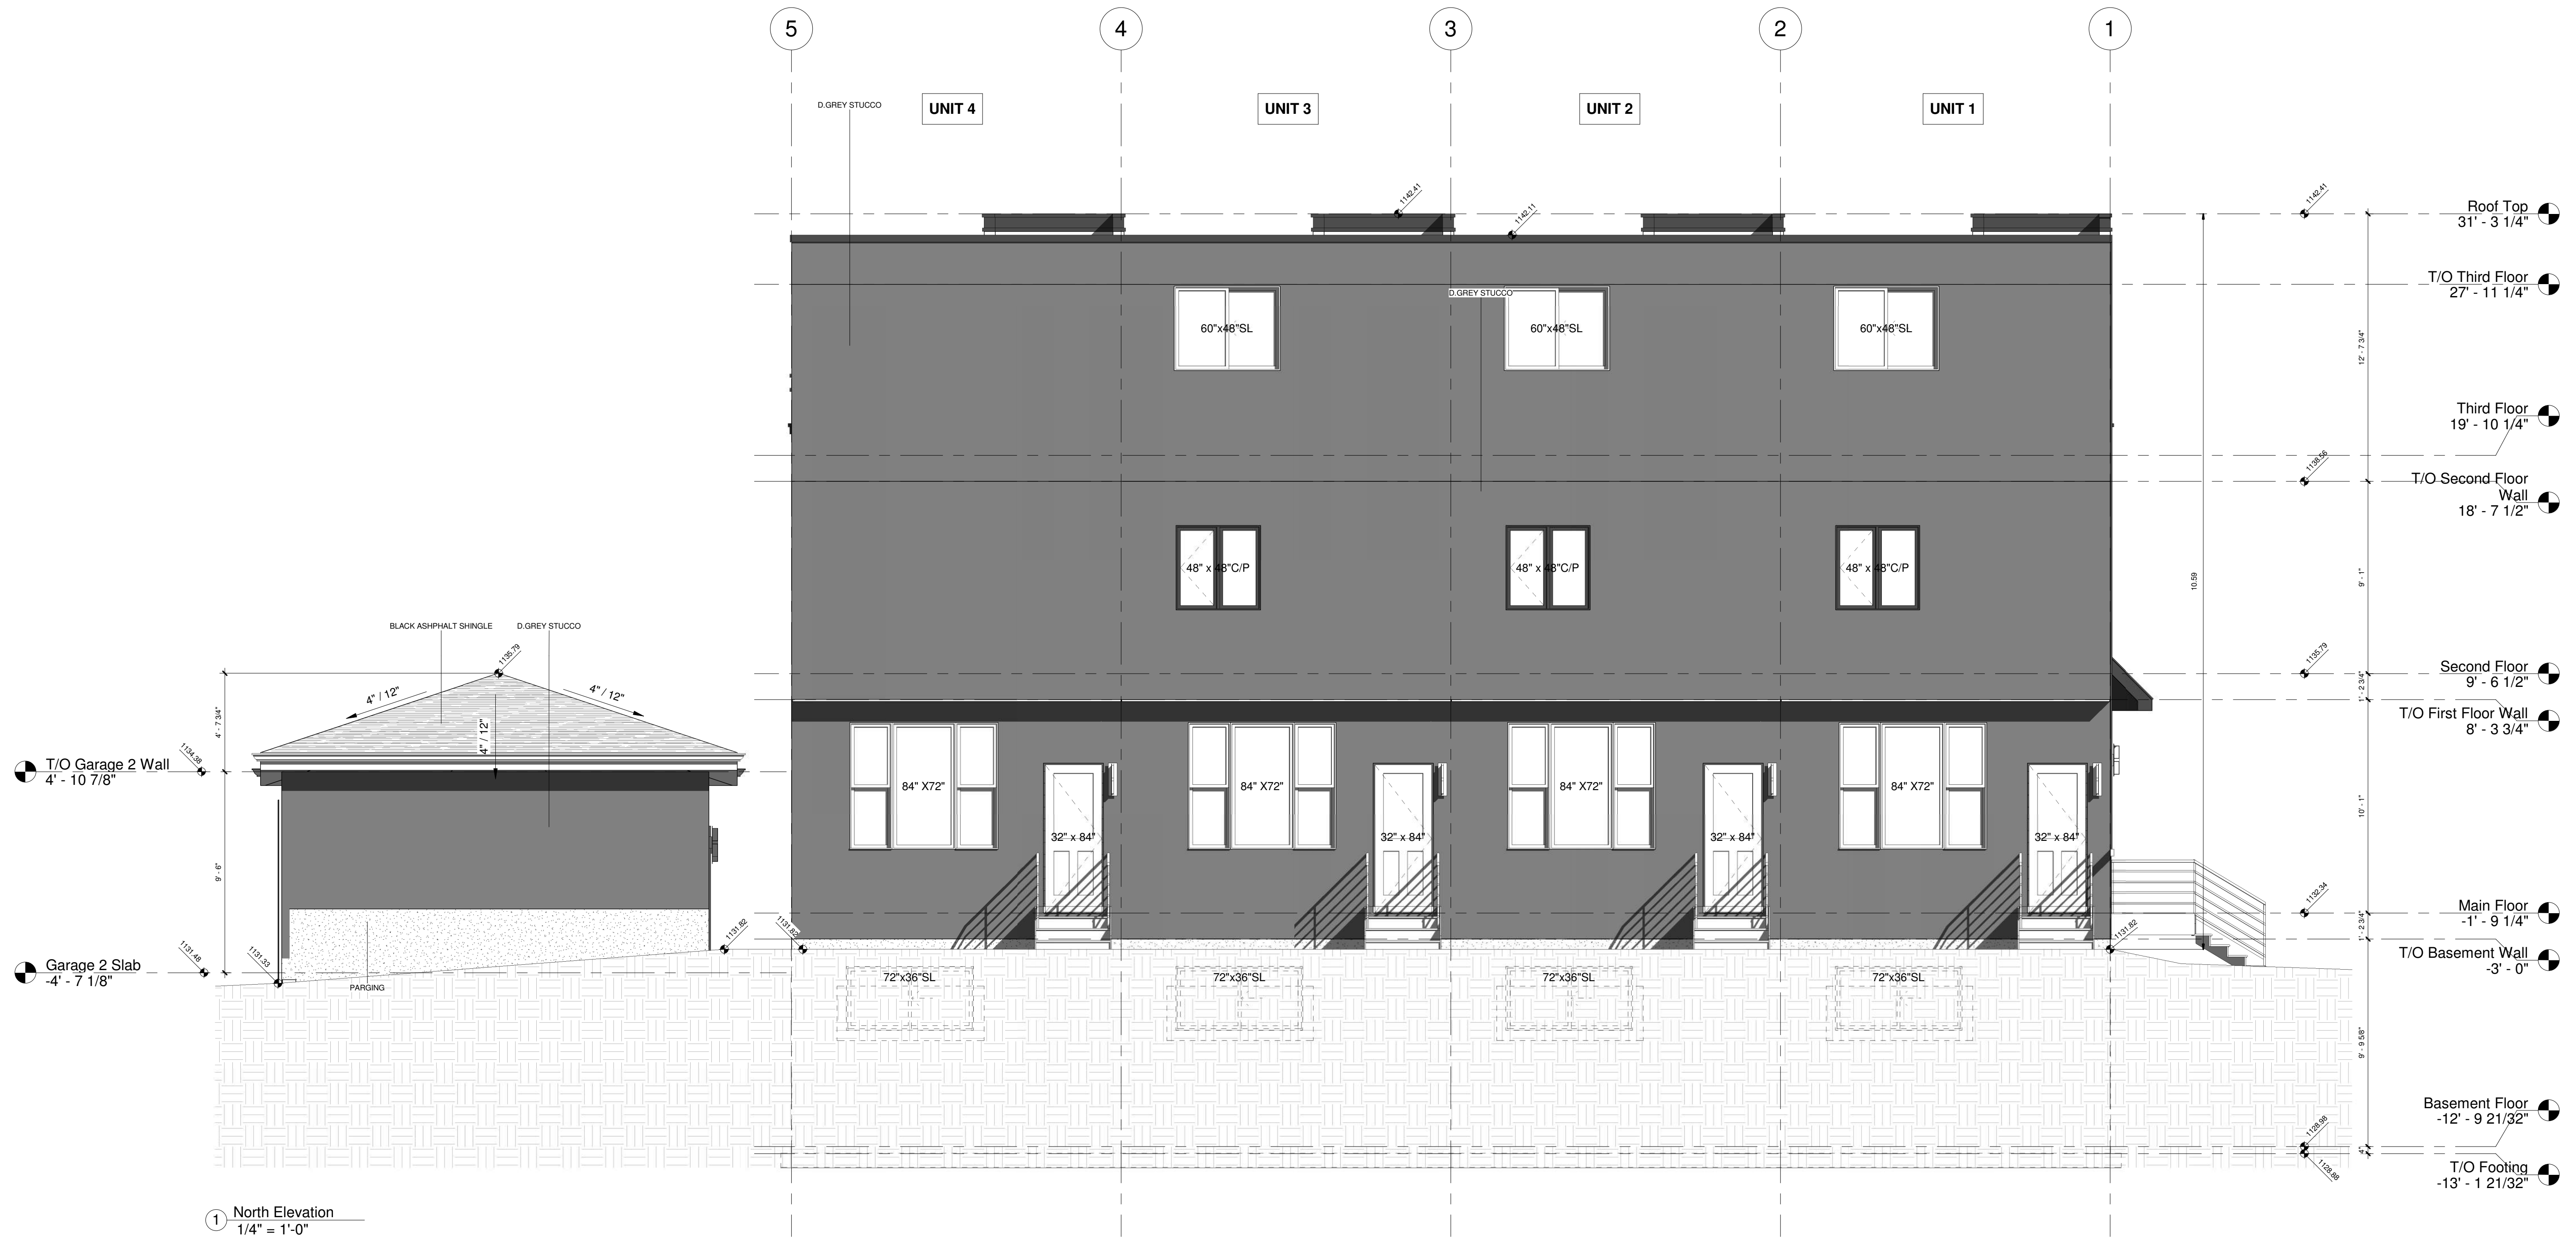 5
4
3
2
1
D.GREY STUCCO
UNIT 4
UNIT 3
UNIT 2
UNIT 1
1142.41
1142.11
1142.41
Roof Top
31' - 3 1/4"
T/O Third Floor
27' - 11 1/4"
D.GREY STUCCO
60"x48"SL
60"x48"SL
60"x48"SL
12' - 7 3/4"
Third Floor
19' - 10 1/4"
1138.56
T/O Second Floor
Wall
18' - 7 1/2"
48" x 48"C/P
48" x 48"C/P
48" x 48"C/P
10.59
9' - 1"
BLACK ASHPHALT SHINGLE
D.GREY STUCCO
1135.79
1135.79
4" / 12"
4" / 12"
4" / 12"
4' - 7 3/4"
Second Floor
9' - 6 1/2"
1' - 2 3/4"
T/O First Floor Wall
8' - 3 3/4"
T/O Garage 2 Wall
4' - 10 7/8"
1134.38
84" X72"
84" X72"
84" X72"
84" X72"
32" x 84"
32" x 84"
32" x 84"
32" x 84"
10' - 1"
9' - 6"
1132.34
Main Floor
-1' - 9 1/4"
1' - 2 3/4"
1131.82
1131.82
1131.82
T/O Basement Wall
-3' - 0"
1131.48
1131.33
Garage 2 Slab
-4' - 7 1/8"
PARGING
72"x36"SL
72"x36"SL
72"x36"SL
72"x36"SL
9' - 9 5/8"
Basement Floor
-12' - 9 21/32"
1128.98
4"
1128.88
T/O Footing
-13' - 1 21/32"
1
North Elevation
1/4" = 1'-0"